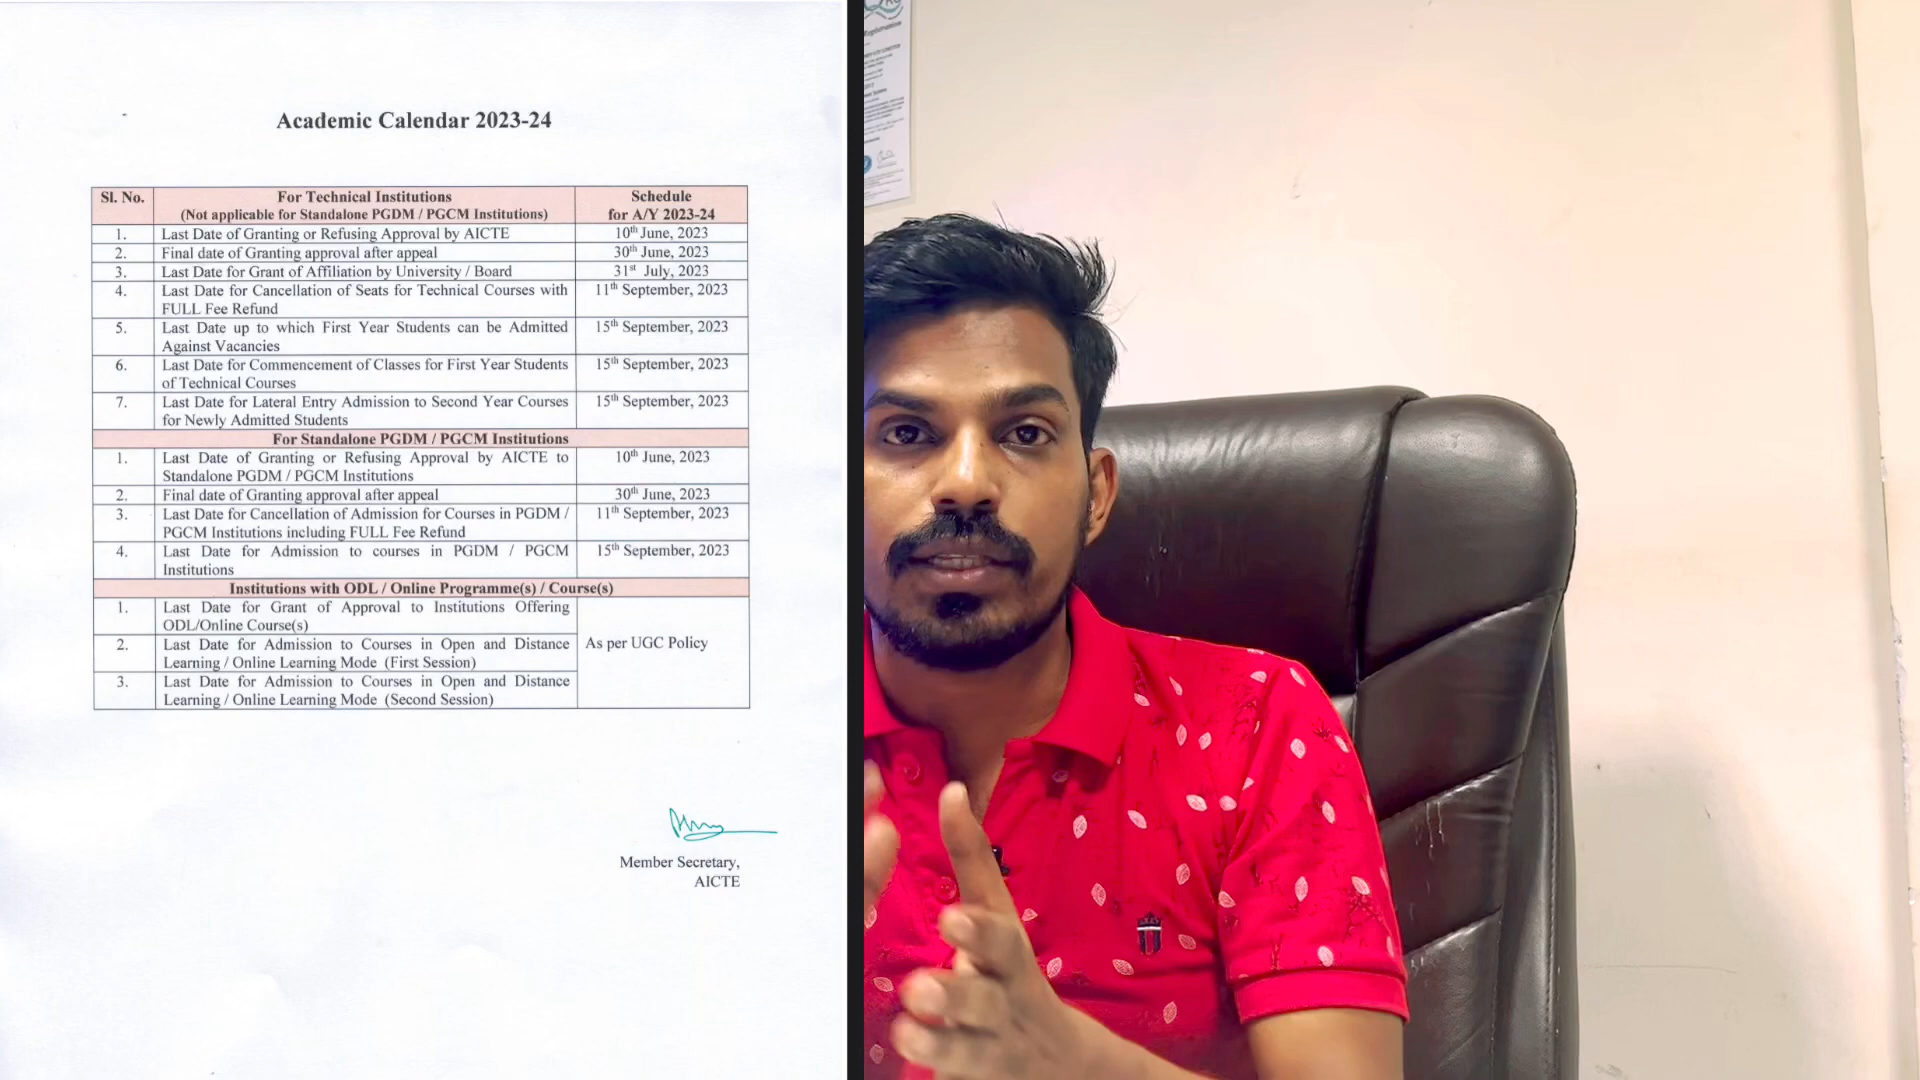 Academic Calendar 2023-24
Sl. No.
For Technical Institutions
(Not applicable for Standalone PGDM / PGCM Institutions)
Schedule
for A/Y 2023-24
1.
Last Date of Granting or Refusing Approval by AICTE
10th June, 2023
2.
Final date of Granting approval after appeal
30th June, 2023
3.
Last Date for Grant of Affiliation by University / Board
31st July, 2023
4.
Last Date for Cancellation of Seats for Technical Courses with
FULL Fee Refund
11th September, 2023
5.
Last Date up to which First Year Students can be Admitted
Against Vacancies
15th September, 2023
6.
Last Date for Commencement of Classes for First Year Students
of Technical Courses
15th September, 2023
7.
Last Date for Lateral Entry Admission to Second Year Courses
for Newly Admitted Students
15th September, 2023
For Standalone PGDM / PGCM Institutions
1.
Last Date of Granting or Refusing Approval by AICTE to
Standalone PGDM / PGCM Institutions
10th June, 2023
2.
Final date of Granting approval after appeal
30th June, 2023
3.
Last Date for Cancellation of Admission for Courses in PGDM /
PGCM Institutions including FULL Fee Refund
11th September, 2023
4.
Last Date for Admission to courses in PGDM / PGCM
Institutions
15th September, 2023
Institutions with ODL / Online Programme(s) / Course(s)
1.
Last Date for Grant of Approval to Institutions Offering
ODL/Online Course(s)
As per UGC Policy
2.
Last Date for Admission to Courses in Open and Distance
Learning / Online Learning Mode (First Session)
3.
Last Date for Admission to Courses in Open and Distance
Learning / Online Learning Mode (Second Session)
Member Secretary,
AICTE